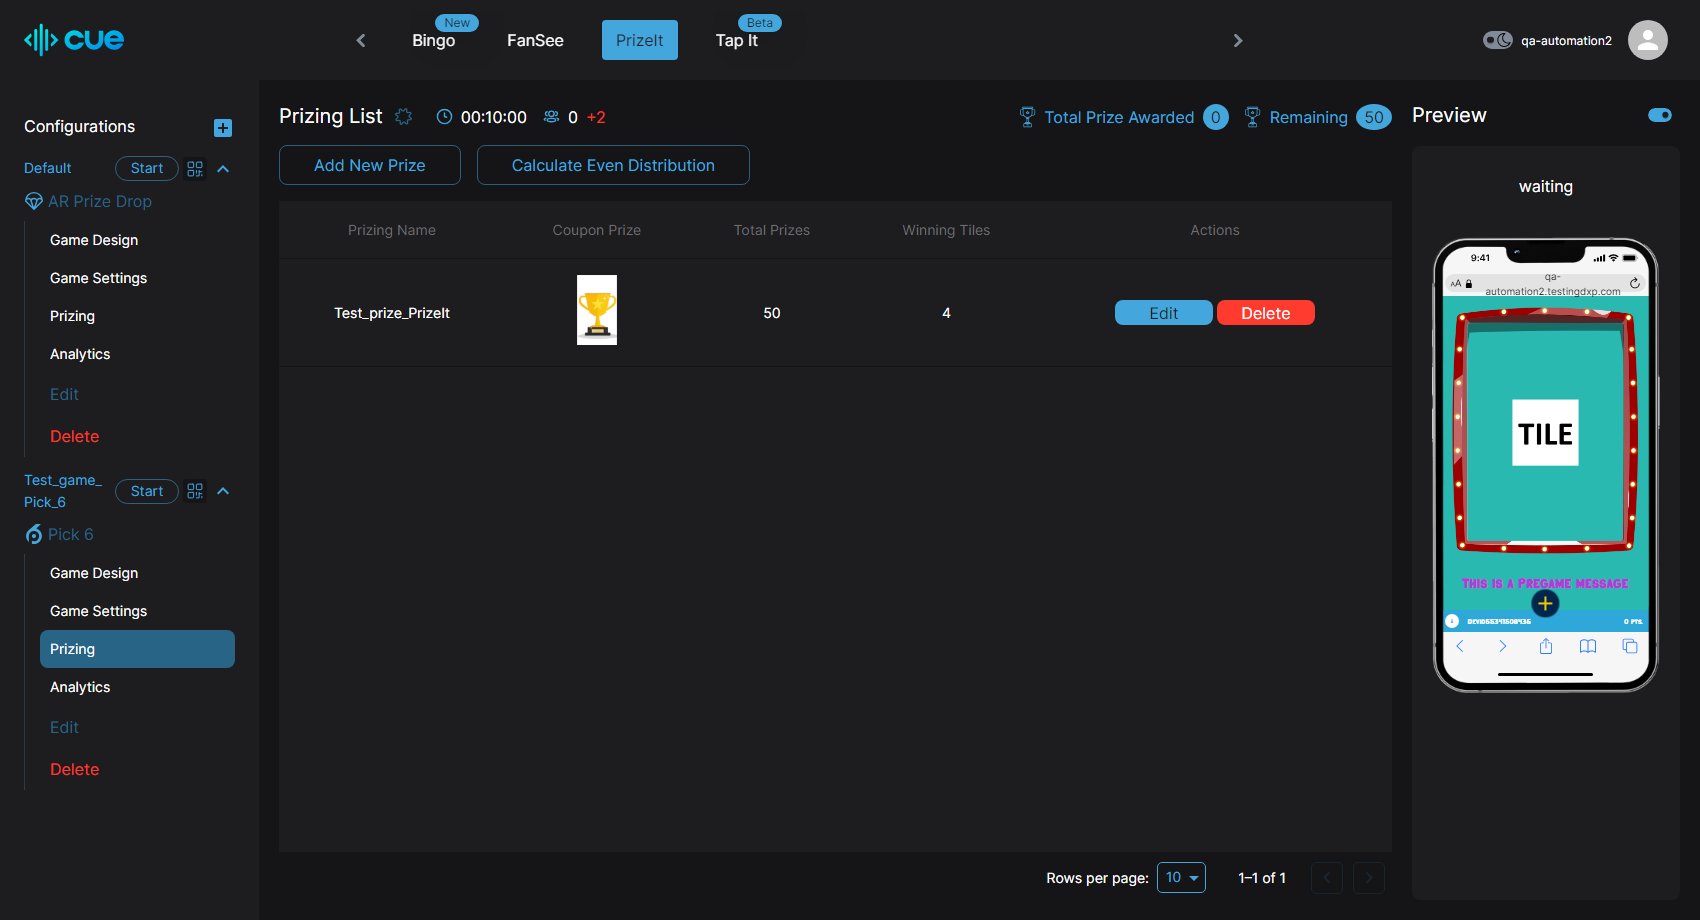 cue
New
Beta
Bingo
FanSee
PrizeIt
Tap It
qa-automation2
Configurations
Default
Start
AR Prize Drop
Game Design
Game Settings
Prizing
Analytics
Edit
Delete
Test_game_
Pick_6
Start
Pick 6
Game Design
Game Settings
Prizing
Analytics
Edit
Delete
Prizing List
00:10:00
0
+2
Total Prize Awarded
0
Remaining
50
Add New Prize
Calculate Even Distribution
Prizing Name
Coupon Prize
Total Prizes
Winning Tiles
Actions
Test_prize_PrizeIt
50
4
Edit
Delete
Rows per page:
10
1–1 of 1
Preview
waiting
9:41
AA
qa-
automation2.testingdxp.com
TILE
This is a Pregame message
0 PTS.